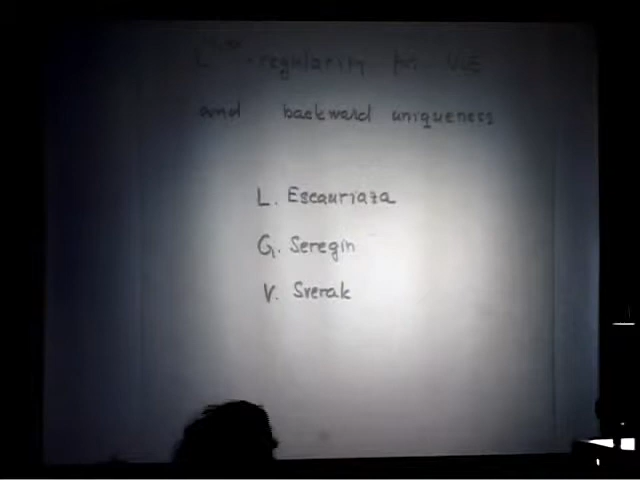 regularity for
and backward uniqueness
L. Escauriaza
G. Seregin
V. Sverak